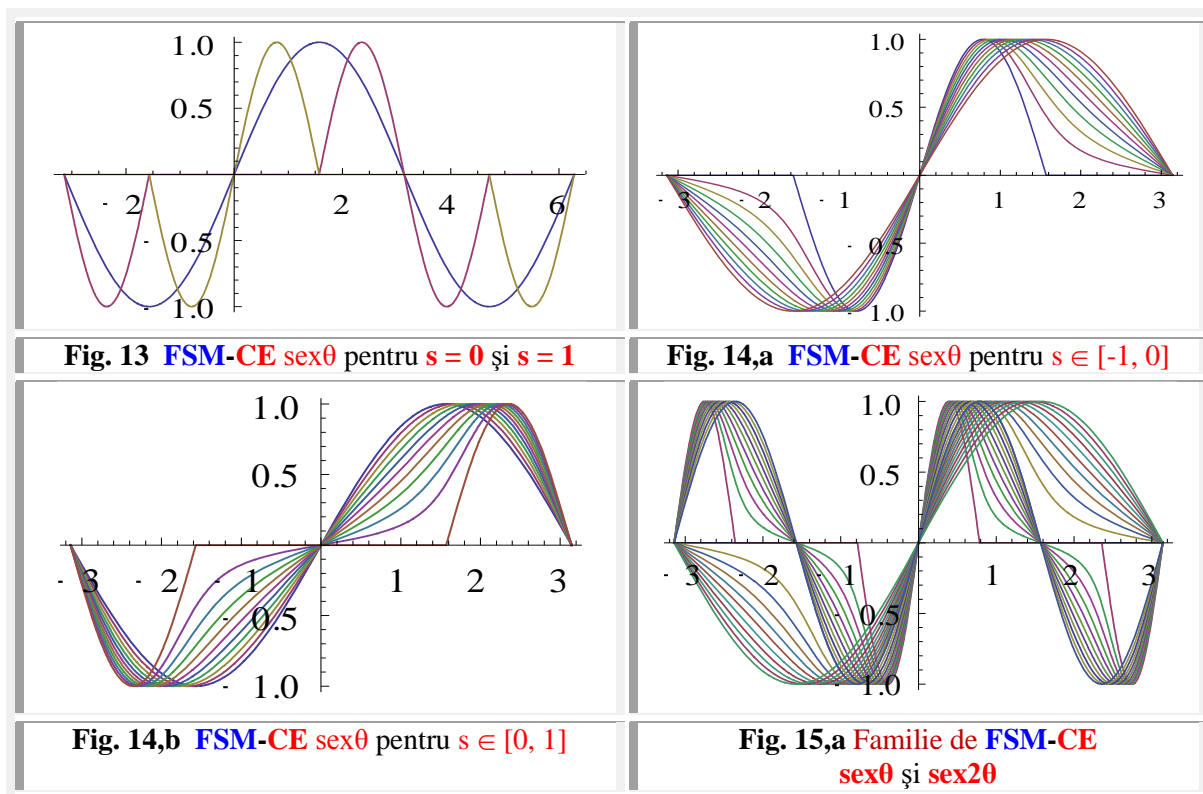 1.0
0.5
- 2 2 4 6
- 0.5
- 1.0
Fig. 13 FSM-CE sexθ pentru s = 0 şi s = 1
1.0
0.5
- 3 - 2 - 1 1 2 3
- 0.5
- 1.0
Fig. 14,a FSM-CE sexθ pentru s ∈ [-1, 0]
1.0
0.5
- 3 - 2 - 1 1 2 3
- 0.5
- 1.0
Fig. 14,b FSM-CE sexθ pentru s ∈ [0, 1]
1.0
0.5
- 3 - 2 - 1 1 2 3
- 0.5
- 1.0
Fig. 15,a Familie de FSM-CE
sexθ şi sex2θ